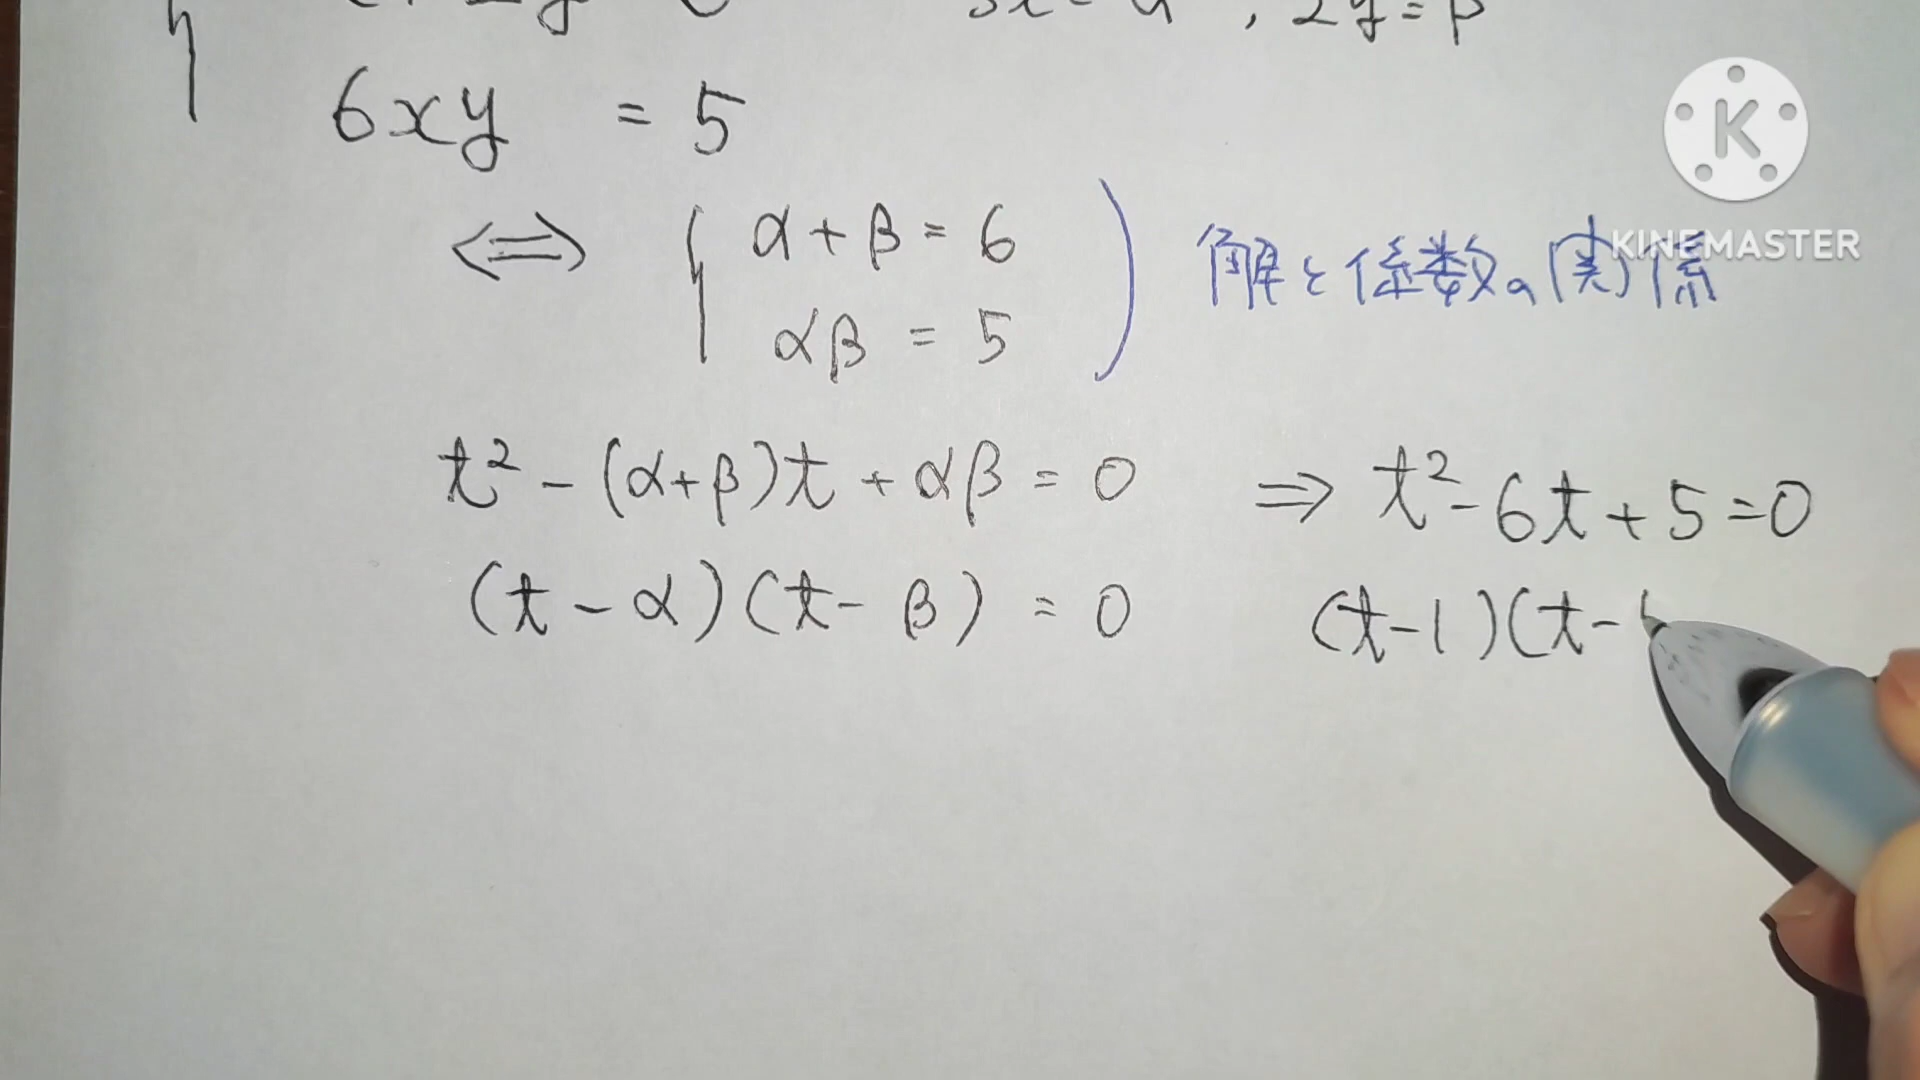 2y = β
6xy = 5
⇔ { α + β = 6
αβ = 5
解と係数の関係
KINEMASTER
t² - (α+β)t + αβ = 0 ⇒ t² - 6t + 5 = 0
(t - α)(t - β) = 0 (t - 1)(t -